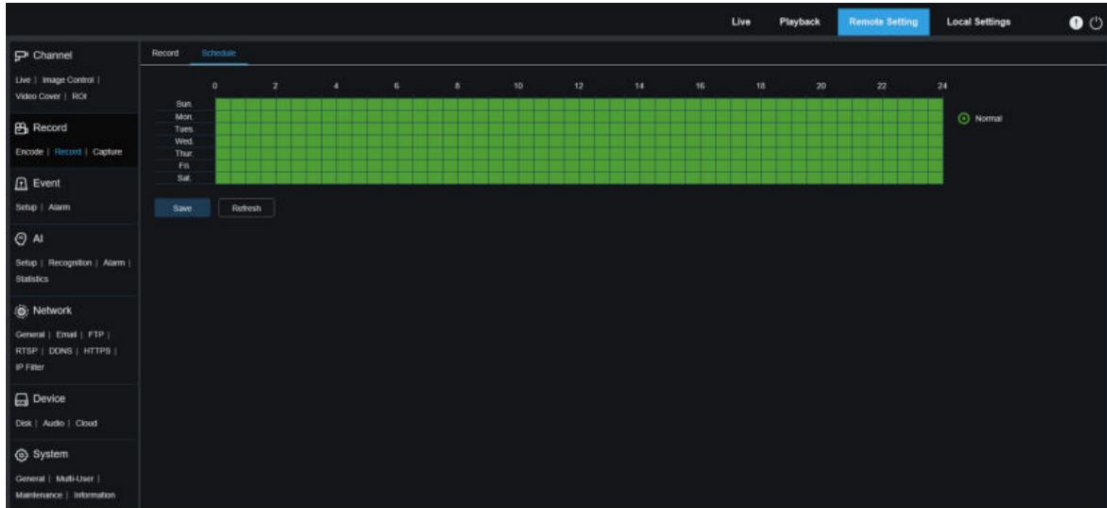 Live Playback Remote Setting Local Settings
Channel
Live | Image Control |
Video Cover | ROI
Record
Encode | Record | Capture
Event
Setup | Alarm
AI
Setup | Recognition | Alarm |
Statistics
Network
General | Email | FTP |
RTSP | DDNS | HTTPS |
IP Filter
Device
Disk | Audio | Cloud
System
General | Multi-User |
Maintenance | Information
Record Schedule
0 2 4 6 8 10 12 14 16 18 20 22 24
Sun.
Mon.
Tues.
Wed.
Thur.
Fri.
Sat.
Normal
Save Refresh